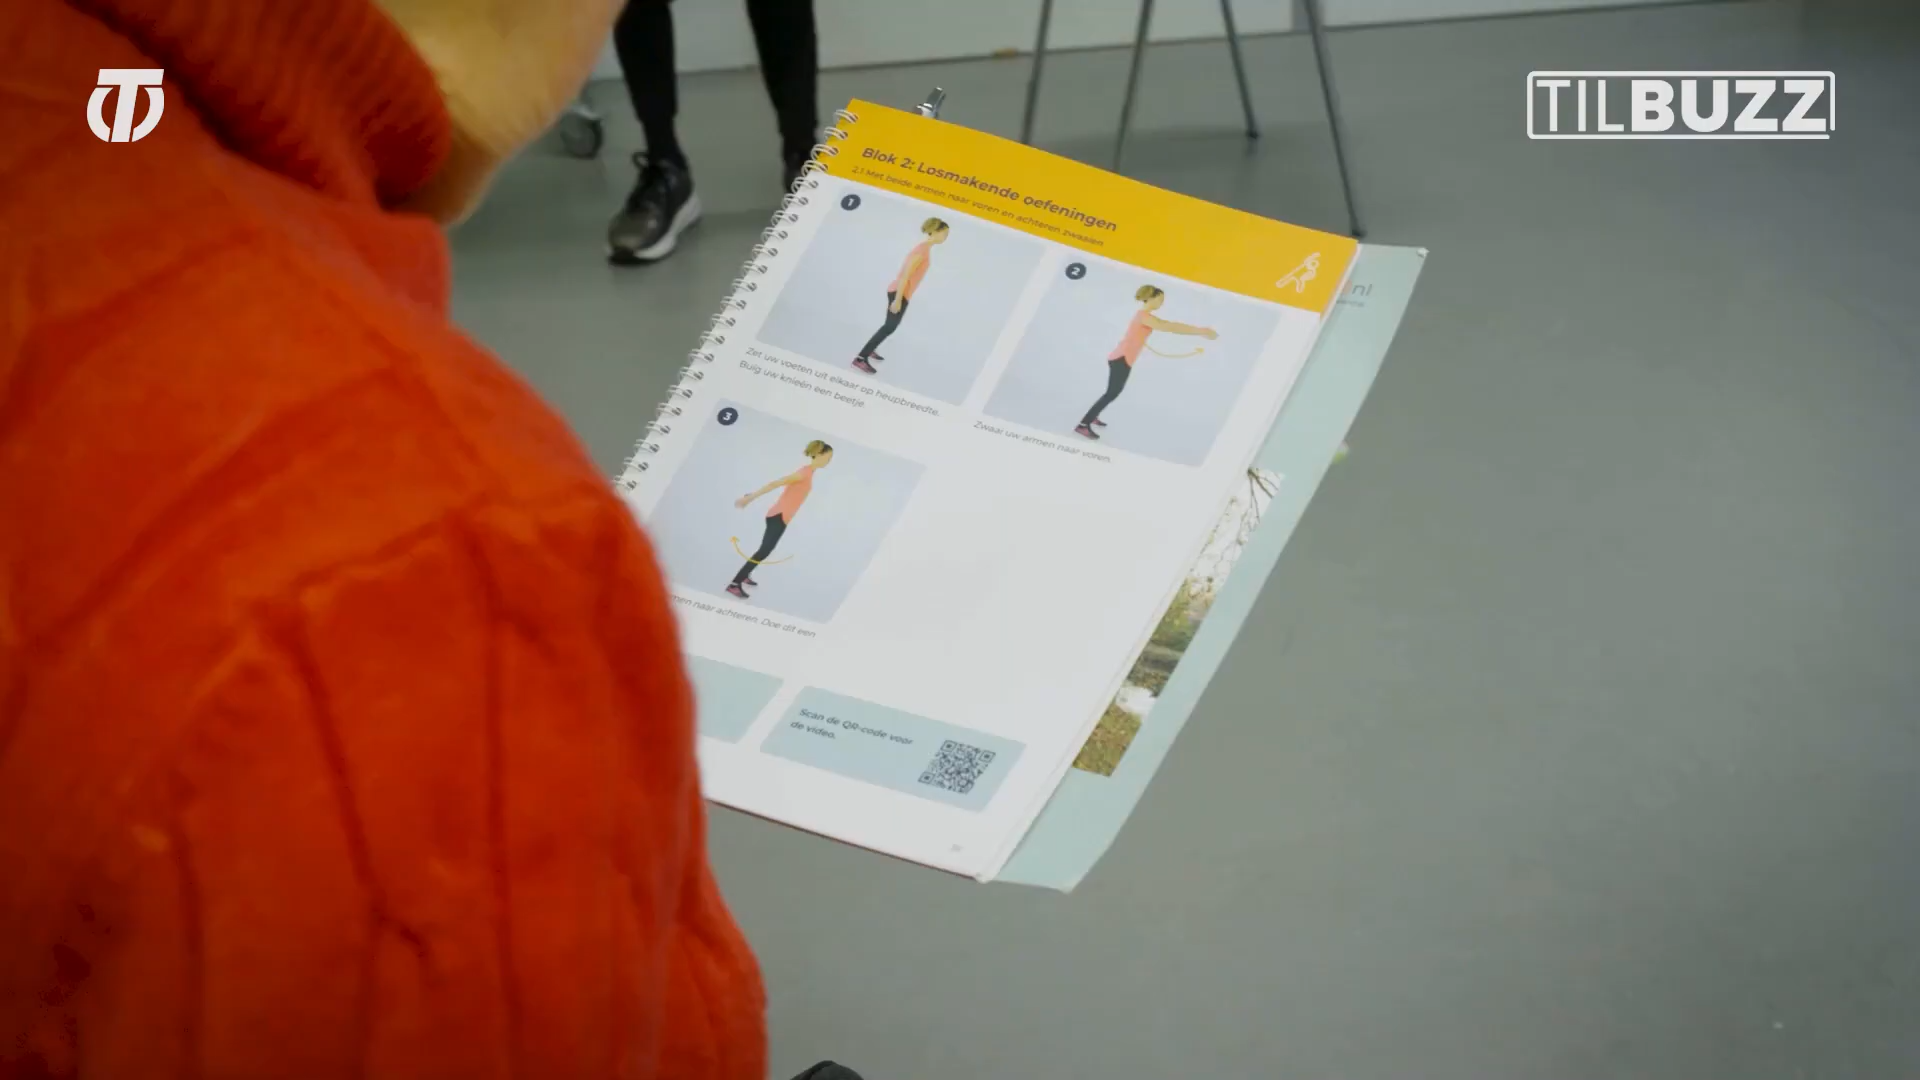 TILBUZZ
Blok 2: Losmakende oefeningen
2.1 Met beide armen naar voren en achteren zwaaien
1
2
nl
Zet uw voeten uit elkaar op heupbreedte.
Buig uw knieën een beetje.
Zwaai uw armen naar voren.
3
naar achteren. Doe dit een
Scan de QR-code voor
de video.